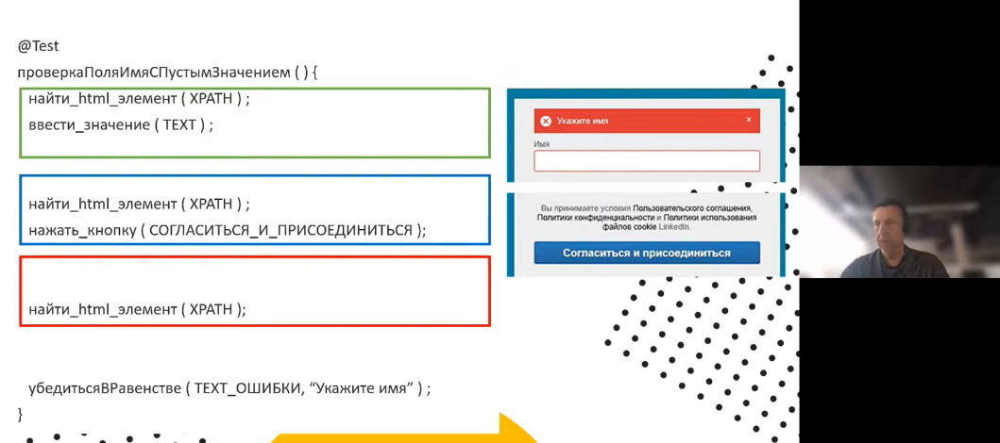 @Test
проверкаПоляИмяСПустымЗначением ( ) {
найти_html_элемент ( XPATH ) ;
ввести_значение ( TEXT ) ;
найти_html_элемент ( XPATH ) ;
нажать_кнопку ( СОГЛАСИТЬСЯ_И_ПРИСОЕДИНИТЬСЯ );
найти_html_элемент ( XPATH );
убедитьсяВРавенстве ( TEXT_ОШИБКИ, “Укажите имя” ) ;
}
Укажите имя ×
Имя
Вы принимаете условия Пользовательского соглашения,
Политики конфиденциальности и Политики использования
файлов cookie LinkedIn.
Согласиться и присоединиться